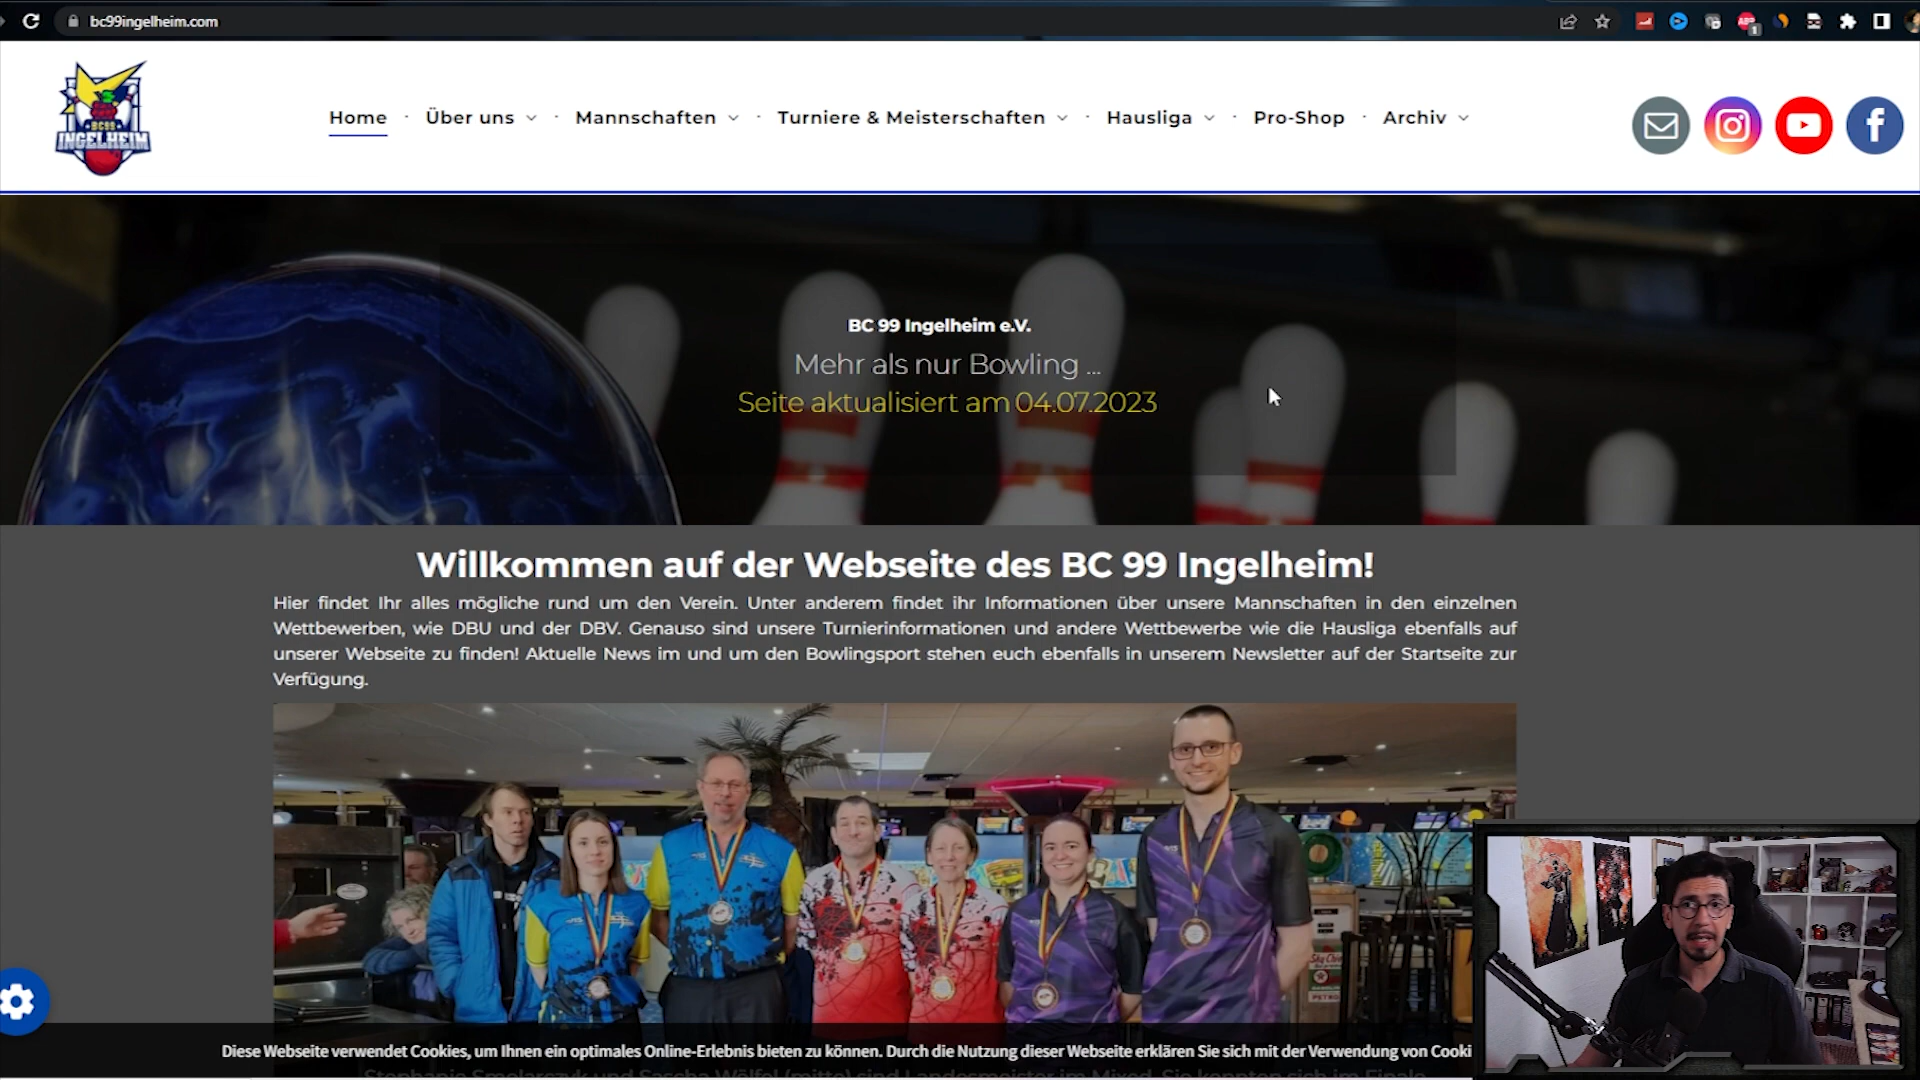 bc99ingelheim.com
BC99
INGELHEIM
Home · Über uns · Mannschaften · Turniere & Meisterschaften · Hausliga · Pro-Shop · Archiv
BC 99 Ingelheim e.V.
Mehr als nur Bowling ...
Seite aktualisiert am 04.07.2023
Willkommen auf der Webseite des BC 99 Ingelheim!
Hier findet Ihr alles mögliche rund um den Verein. Unter anderem findet ihr Informationen über unsere Mannschaften in den einzelnen
Wettbewerben, wie DBU und der DBV. Genauso sind unsere Turnierinformationen und andere Wettbewerbe wie die Hausliga ebenfalls auf
unserer Webseite zu finden! Aktuelle News im und um den Bowlingsport stehen euch ebenfalls in unserem Newsletter auf der Startseite zur
Verfügung.
Diese Webseite verwendet Cookies, um Ihnen ein optimales Online-Erlebnis bieten zu können. Durch die Nutzung dieser Webseite erklären Sie sich mit der Verwendung von Cooki
Stephanie Smolarczyk und Sascha Wölfel (mitte) sind Landesmeister im Mixed. Sie konnten sich im Finale